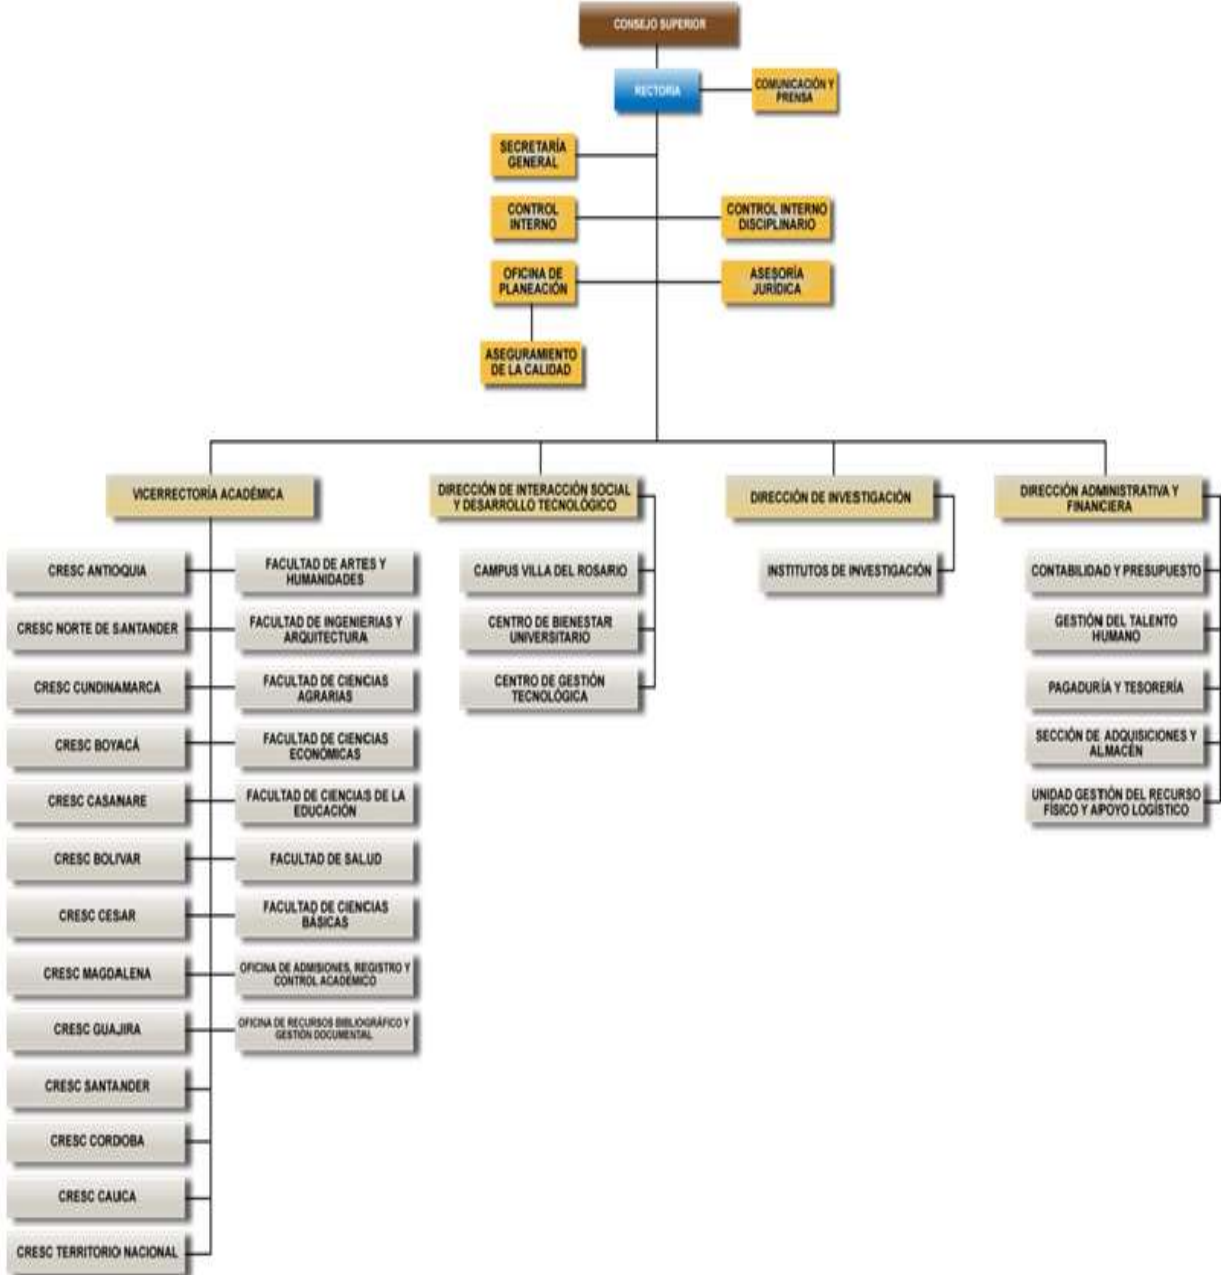 CONSEJO SUPERIOR
RECTORIA
COMUNICACIÓN Y
PRENSA
SECRETARÍA
GENERAL
CONTROL
INTERNO
CONTROL INTERNO
DISCIPLINARIO
OFICINA DE
PLANEACIÓN
ASESORÍA
JURÍDICA
ASEGURAMIENTO
DE LA CALIDAD
VICERRECTORÍA ACADÉMICA
CRESC ANTIOQUIA
CRESC NORTE DE SANTANDER
CRESC CUNDINAMARCA
CRESC BOYACÁ
CRESC CASANARE
CRESC BOLIVAR
CRESC CESAR
CRESC MAGDALENA
CRESC GUAJIRA
CRESC SANTANDER
CRESC CORDOBA
CRESC CAUCA
CRESC TERRITORIO NACIONAL
FACULTAD DE ARTES Y
HUMANIDADES
FACULTAD DE INGENIERIAS Y
ARQUITECTURA
FACULTAD DE CIENCIAS
AGRARIAS
FACULTAD DE CIENCIAS
ECONÓMICAS
FACULTAD DE CIENCIAS DE LA
EDUCACIÓN
FACULTAD DE SALUD
FACULTAD DE CIENCIAS
BÁSICAS
OFICINA DE ADMISIONES, REGISTRO Y
CONTROL ACADÉMICO
OFICINA DE RECURSOS BIBLIOGRÁFICO Y
GESTIÓN DOCUMENTAL
DIRECCIÓN DE INTERACCIÓN SOCIAL
Y DESARROLLO TECNOLÓGICO
CAMPUS VILLA DEL ROSARIO
CENTRO DE BIENESTAR
UNIVERSITARIO
CENTRO DE GESTIÓN
TECNOLÓGICA
DIRECCIÓN DE INVESTIGACIÓN
INSTITUTOS DE INVESTIGACIÓN
DIRECCIÓN ADMINISTRATIVA Y
FINANCIERA
CONTABILIDAD Y PRESUPUESTO
GESTIÓN DEL TALENTO
HUMANO
PAGADURÍA Y TESORERÍA
SECCIÓN DE ADQUISICIONES Y
ALMACÉN
UNIDAD GESTIÓN DEL RECURSO
FÍSICO Y APOYO LOGÍSTICO